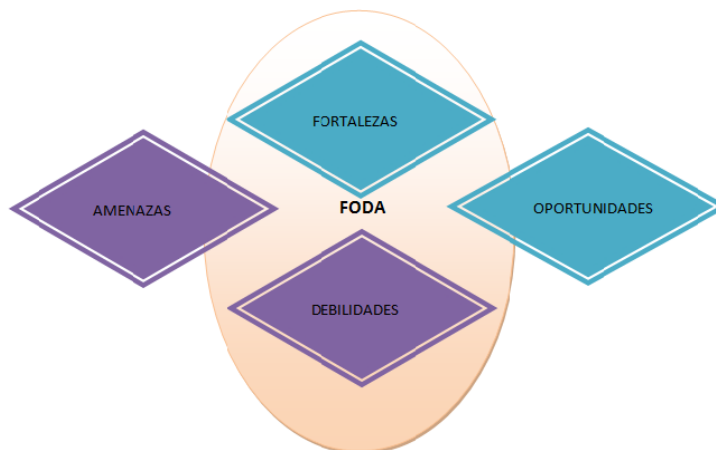 FORTALEZAS
AMENAZAS
FODA
OPORTUNIDADES
DEBILIDADES